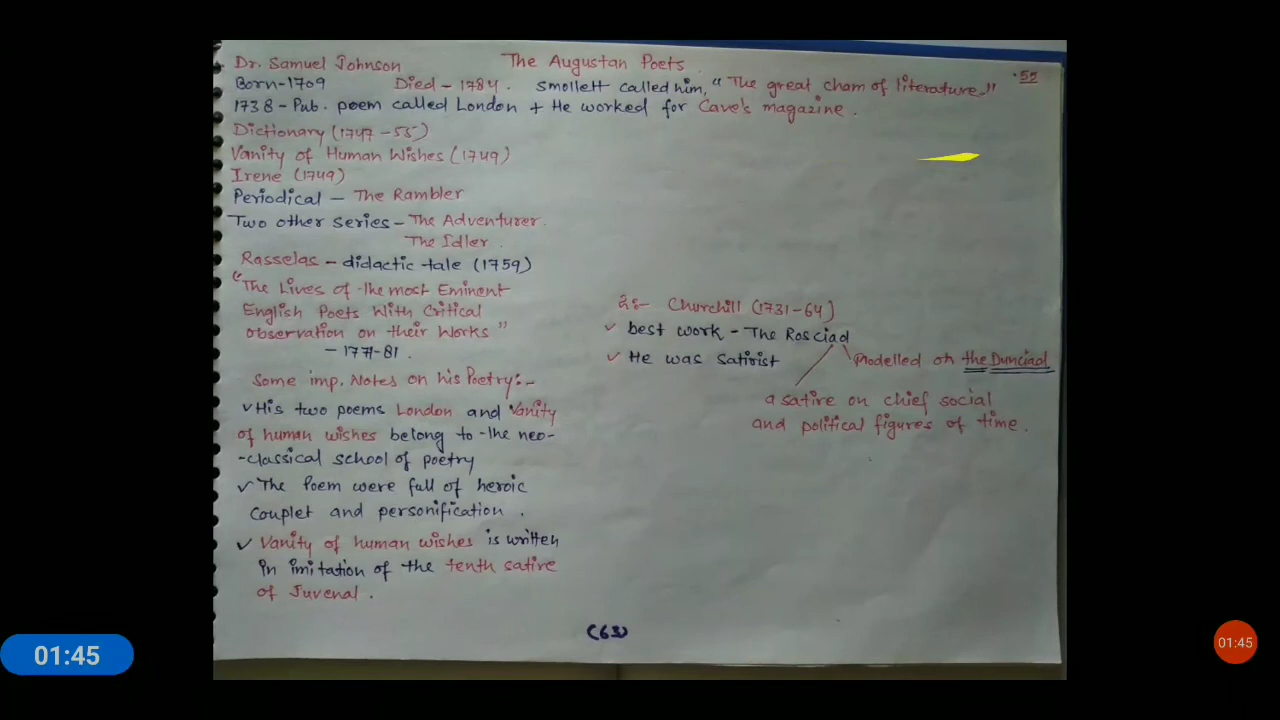 Dr. Samuel Johnson The Augustan Poets
52
Born-1709 Died - 1784. Smollett called him, "The great cham of literature."
1738 - Pub. poem called London + He worked for Cave's magazine.
Dictionary (1747-55)
Vanity of Human Wishes (1749)
Irene (1749)
Periodical - The Rambler
Two other series - The Adventurer.
The Idler.
Rasselas - didactic tale (1759)
"The Lives of the most Eminent
English Poets With Critical
Observation on their Works"
- 1777-81.
Some imp. Notes on his Poetry:-
✓ His two poems London and Vanity
of human wishes belong to the neo-
-classical school of poetry
✓ The Poem were full of heroic
couplet and personification.
✓ Vanity of human wishes is written
in imitation of the tenth satire
of Juvenal.
Churchill (1731-64)
✓ best work - The Rosciad
✓ He was Satirist
Modelled on the Dunciad
a satire on chief social
and political figures of time.
(63)
01:45
01:45